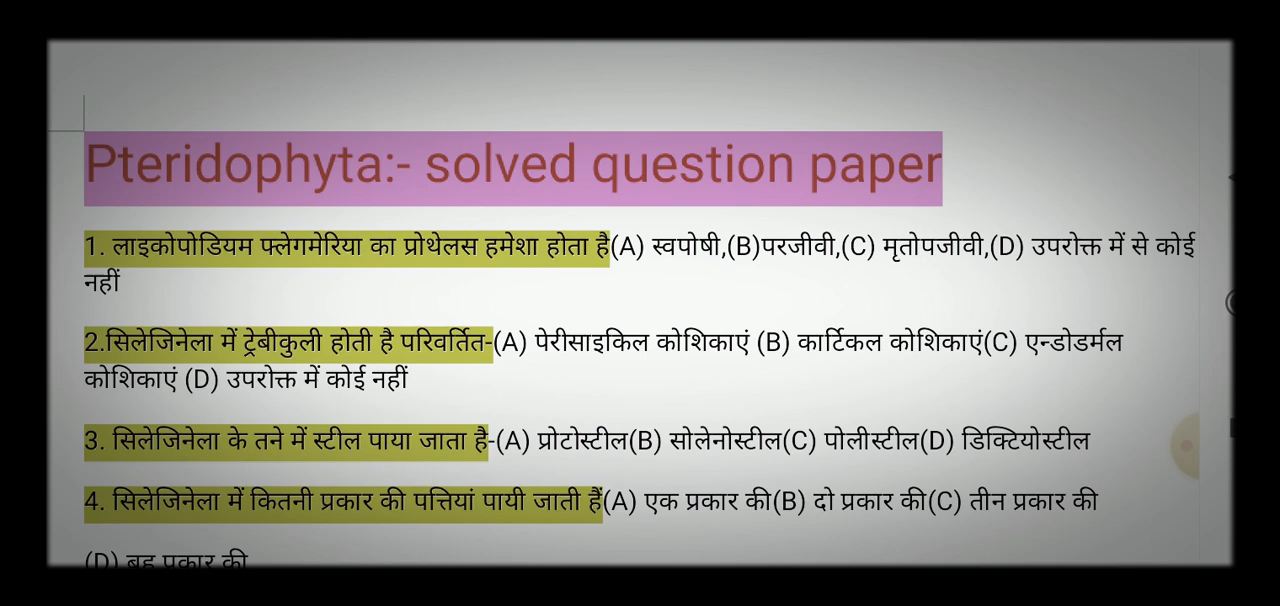 Pteridophyta:- solved question paper
1. लाइकोपोडियम फ्लेगमेरिया का प्रोथेलस हमेशा होता है(A) स्वपोषी,(B)परजीवी,(C) मृतोपजीवी,(D) उपरोक्त में से कोई
नहीं
2.सिलेजिनेला में ट्रेबीकुली होती है परिवर्तित-(A) पेरीसाइकिल कोशिकाएं (B) कार्टिकल कोशिकाएं(C) एन्डोडर्मल
कोशिकाएं (D) उपरोक्त में कोई नहीं
3. सिलेजिनेला के तने में स्टील पाया जाता है-(A) प्रोटोस्टील(B) सोलेनोस्टील(C) पोलीस्टील(D) डिक्टियोस्टील
4. सिलेजिनेला में कितनी प्रकार की पत्तियां पायी जाती हैं(A) एक प्रकार की(B) दो प्रकार की(C) तीन प्रकार की
(D) बहु प्रकार की